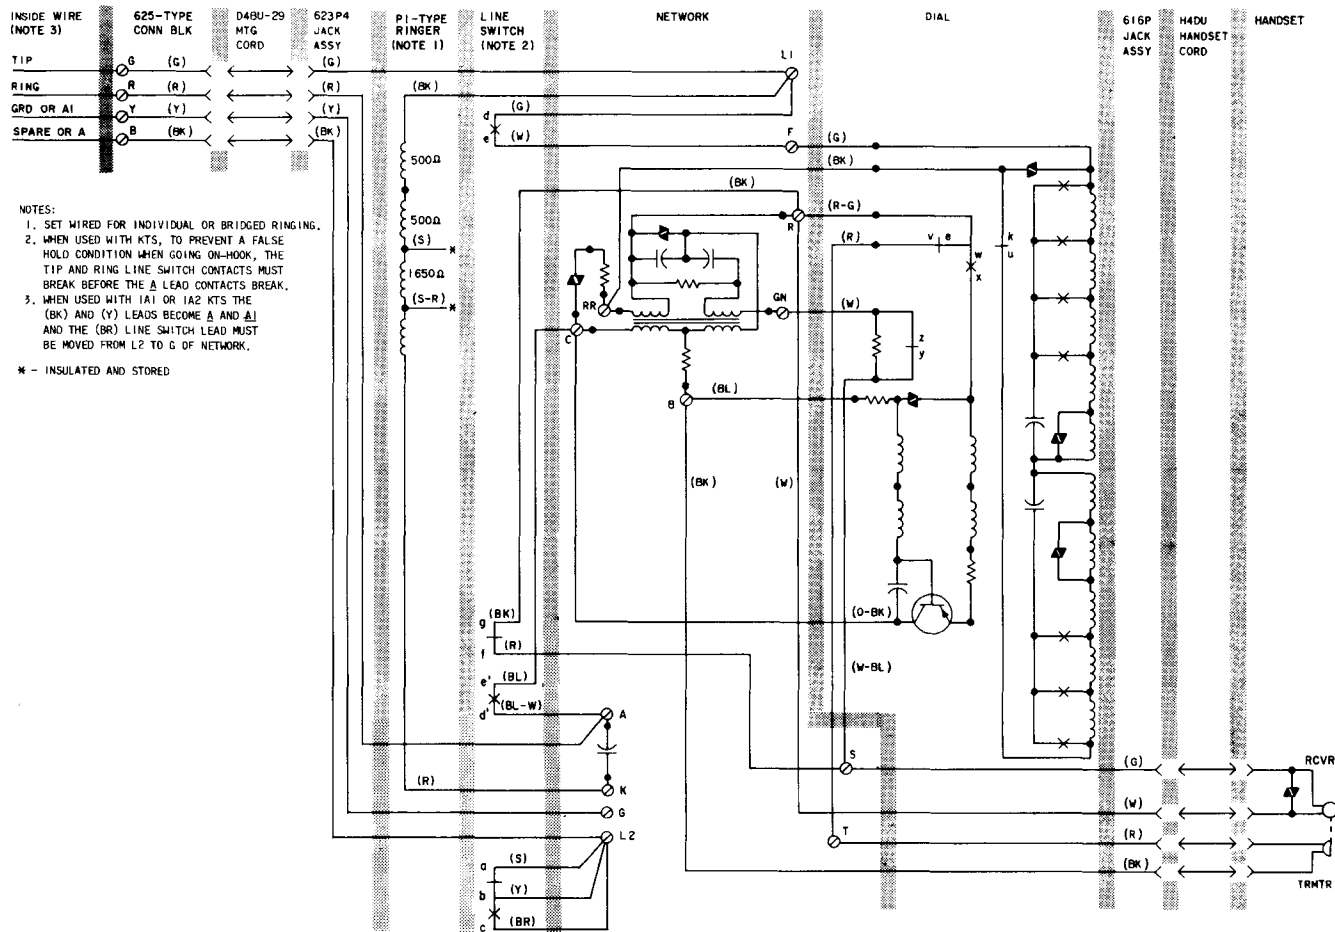 INSIDE WIRE
(NOTE 3)
625-TYPE
CONN BLK
D4BU-29
MTG
CORD
623P4
JACK
ASSY
P1-TYPE
RINGER
(NOTE 1)
LINE
SWITCH
(NOTE 2)
NETWORK
DIAL
616P
JACK
ASSY
H4DU
HANDSET
CORD
HANDSET
TIP
G
(G)
(G)
RING
R
(R)
(R)
GRD OR A1
Y
(Y)
(Y)
SPARE OR A
B
(BK)
(BK)
L1
(BK)
d
(G)
e
(W)
F
(G)
(BK)
500Ω
(BK)
R
(R-G)
500Ω
(S)
*
(R)
v
e
w
x
k
u
1650Ω
(S-R)
*
RR
GN
(W)
C
z
y
B
(BL)
NOTES:
1. SET WIRED FOR INDIVIDUAL OR BRIDGED RINGING.
2. WHEN USED WITH KTS, TO PREVENT A FALSE
HOLD CONDITION WHEN GOING ON-HOOK, THE
TIP AND RING LINE SWITCH CONTACTS MUST
BREAK BEFORE THE A LEAD CONTACTS BREAK.
3. WHEN USED WITH 1A1 OR 1A2 KTS THE
(BK) AND (Y) LEADS BECOME A AND A1
AND THE (BR) LINE SWITCH LEAD MUST
BE MOVED FROM L2 TO G OF NETWORK.
* - INSULATED AND STORED
(BK)
(W)
g
(BK)
(O-BK)
f
(R)
(W-BL)
e'
(BL)
d'
(BL-W)
A
S
(G)
RCVR
(R)
K
(W)
G
T
(R)
L2
a
(S)
(BK)
TRMTR
b
(Y)
c
(BR)